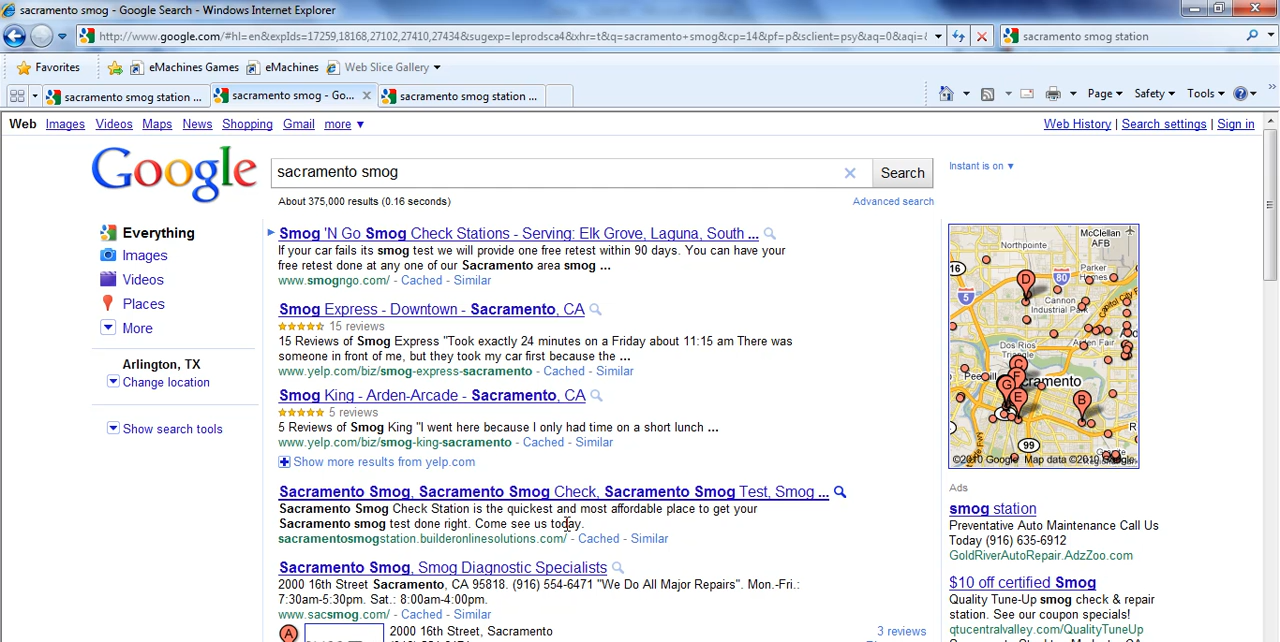 sacramento smog - Google Search - Windows Internet Explorer
http://www.google.com/#hl=en&expIds=17259,18168,27102,27410,27434&sugexp=leprodsca4&xhr=t&q=sacramento+smog&cp=14&pf=p&sclient=psy&aq=0&aqi=&
sacramento smog station
Favorites
eMachines Games
eMachines
Web Slice Gallery
sacramento smog station ...
sacramento smog - Go...
sacramento smog station ...
Page
Safety
Tools
Web Images Videos Maps News Shopping Gmail more ▼
Web History | Search settings | Sign in
Google
sacramento smog
Search
Instant is on ▼
About 375,000 results (0.16 seconds)
Advanced search
Everything
Images
Videos
Places
More
Arlington, TX
Change location
Show search tools
Smog 'N Go Smog Check Stations - Serving: Elk Grove, Laguna, South ...
If your car fails its smog test we will provide one free retest within 90 days. You can have your
free retest done at any one of our Sacramento area smog ...
www.smogngo.com/ - Cached - Similar
Smog Express - Downtown - Sacramento, CA
15 reviews
15 Reviews of Smog Express "Took exactly 24 minutes on a Friday about 11:15 am There was
someone in front of me, but they took my car first because the ...
www.yelp.com/biz/smog-express-sacramento - Cached - Similar
Smog King - Arden-Arcade - Sacramento, CA
5 reviews
5 Reviews of Smog King "I went here because I only had time on a short lunch ...
www.yelp.com/biz/smog-king-sacramento - Cached - Similar
Show more results from yelp.com
Sacramento Smog, Sacramento Smog Check, Sacramento Smog Test, Smog ...
Sacramento Smog Check Station is the quickest and most affordable place to get your
Sacramento smog test done right. Come see us today.
sacramentosmogstation.builderonlinesolutions.com/ - Cached - Similar
Sacramento Smog, Smog Diagnostic Specialists
2000 16th Street Sacramento, CA 95818. (916) 554-6471 "We Do All Major Repairs". Mon.-Fri.:
7:30am-5:30pm. Sat.: 8:00am-4:00pm.
www.sacsmog.com/ - Cached - Similar
A
2000 16th Street, Sacramento
3 reviews
McClellan
AFB
Northpointe
16
D
80
Parker
Homes
5
Cannon
Industrial Park
Dos Rios
Arden Fair
C
F
G
E
B
99
©2010 Google Map data ©2010 Google
Ads
smog station
Preventive Auto Maintenance Call Us
Today (916) 635-6912
GoldRiverAutoRepair.AdzZoo.com
$10 off certified Smog
Quality Tune-Up smog check & repair
station. See our coupon specials!
qtucentralvalley.com/QualityTuneUp